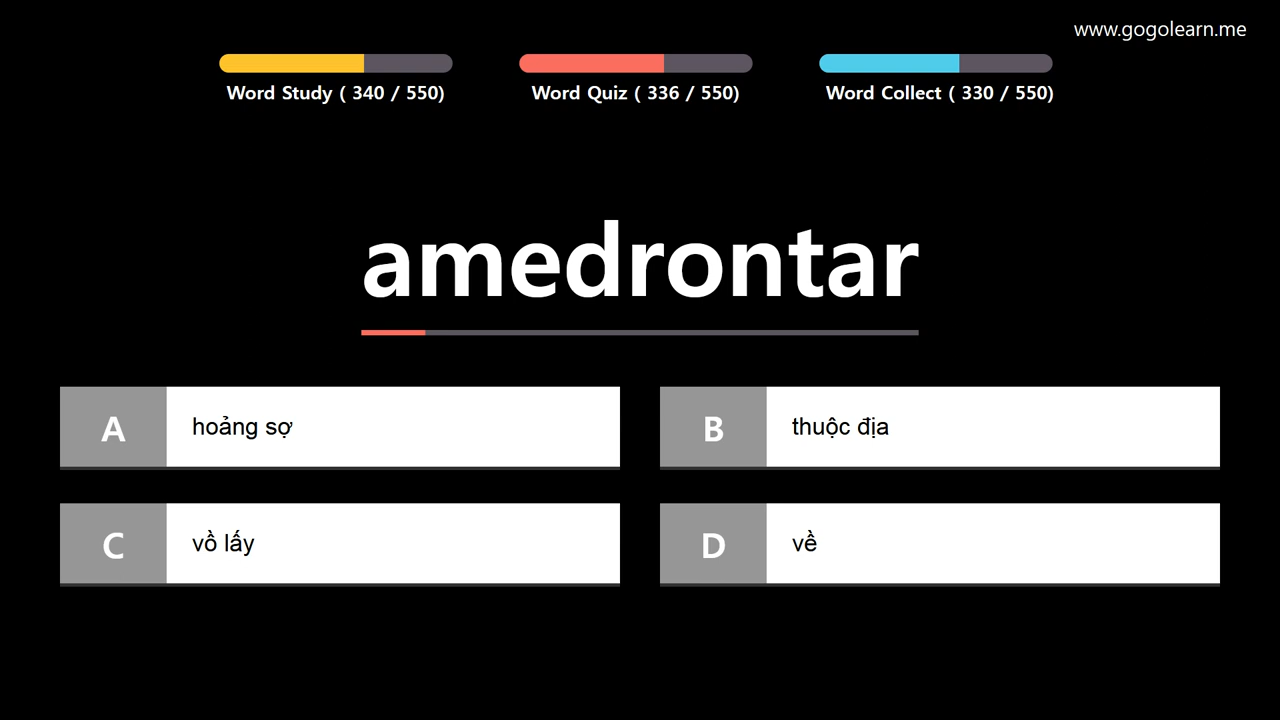 www.gogolearn.me
Word Study ( 340 / 550)
Word Quiz ( 336 / 550)
Word Collect ( 330 / 550)
amedrontar
A
hoảng sợ
B
thuộc địa
C
vồ lấy
D
về